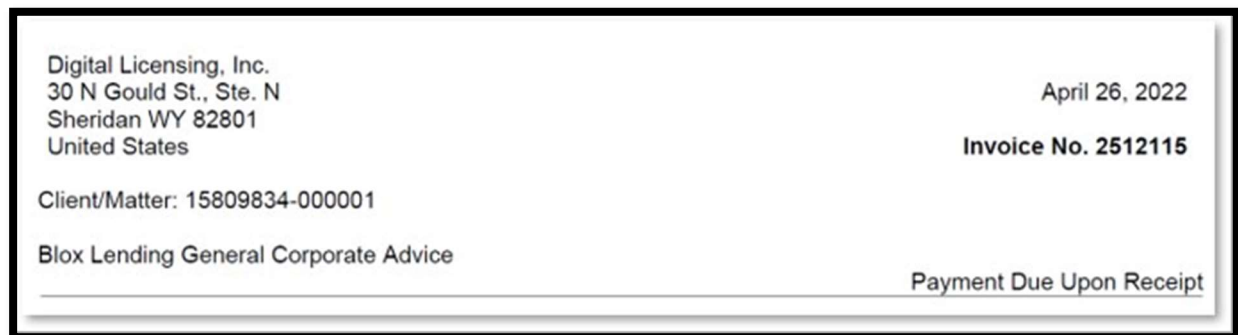 Digital Licensing, Inc.
30 N Gould St., Ste. N
April 26, 2022
Sheridan WY 82801
United States
Invoice No. 2512115
Client/Matter: 15809834-000001
Blox Lending General Corporate Advice
Payment Due Upon Receipt